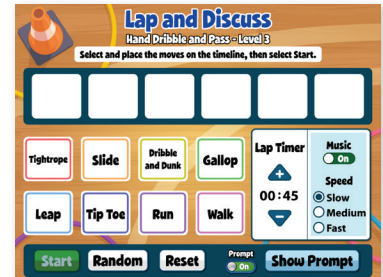 Lap and Discuss
Hand Dribble and Pass - Level 3
Select and place the moves on the timeline, then select Start.
Tightrope
Slide
Dribble
and Dunk
Gallop
Leap
Tip Toe
Run
Walk
Lap Timer
00:45
Music
On
Speed
Slow
Medium
Fast
Start
Random
Reset
Prompt
On
Show Prompt